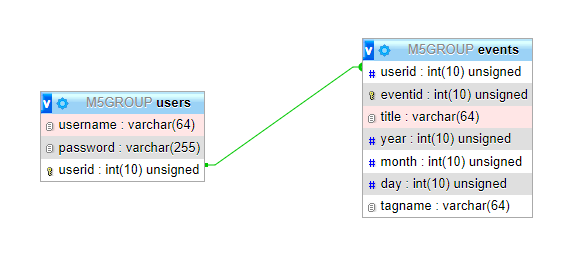 M5GROUP users
username : varchar(64)
password : varchar(255)
userid : int(10) unsigned
M5GROUP events
userid : int(10) unsigned
eventid : int(10) unsigned
title : varchar(64)
year : int(10) unsigned
month : int(10) unsigned
day : int(10) unsigned
tagname : varchar(64)